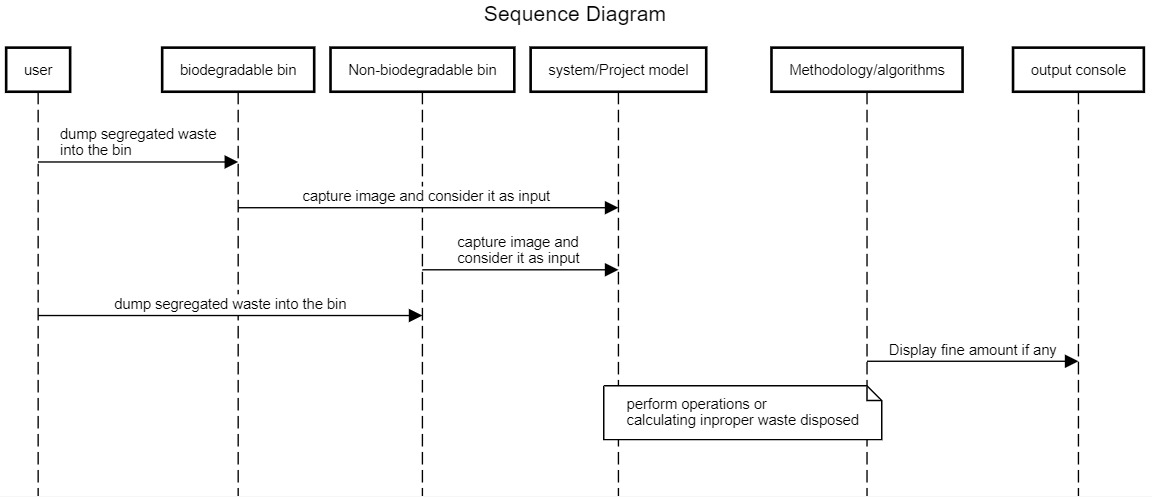 Sequence Diagram
user
biodegradable bin
Non-biodegradable bin
system/Project model
Methodology/algorithms
output console
dump segregated waste
into the bin
capture image and consider it as input
capture image and
consider it as input
dump segregated waste into the bin
Display fine amount if any
perform operations or
calculating inproper waste disposed